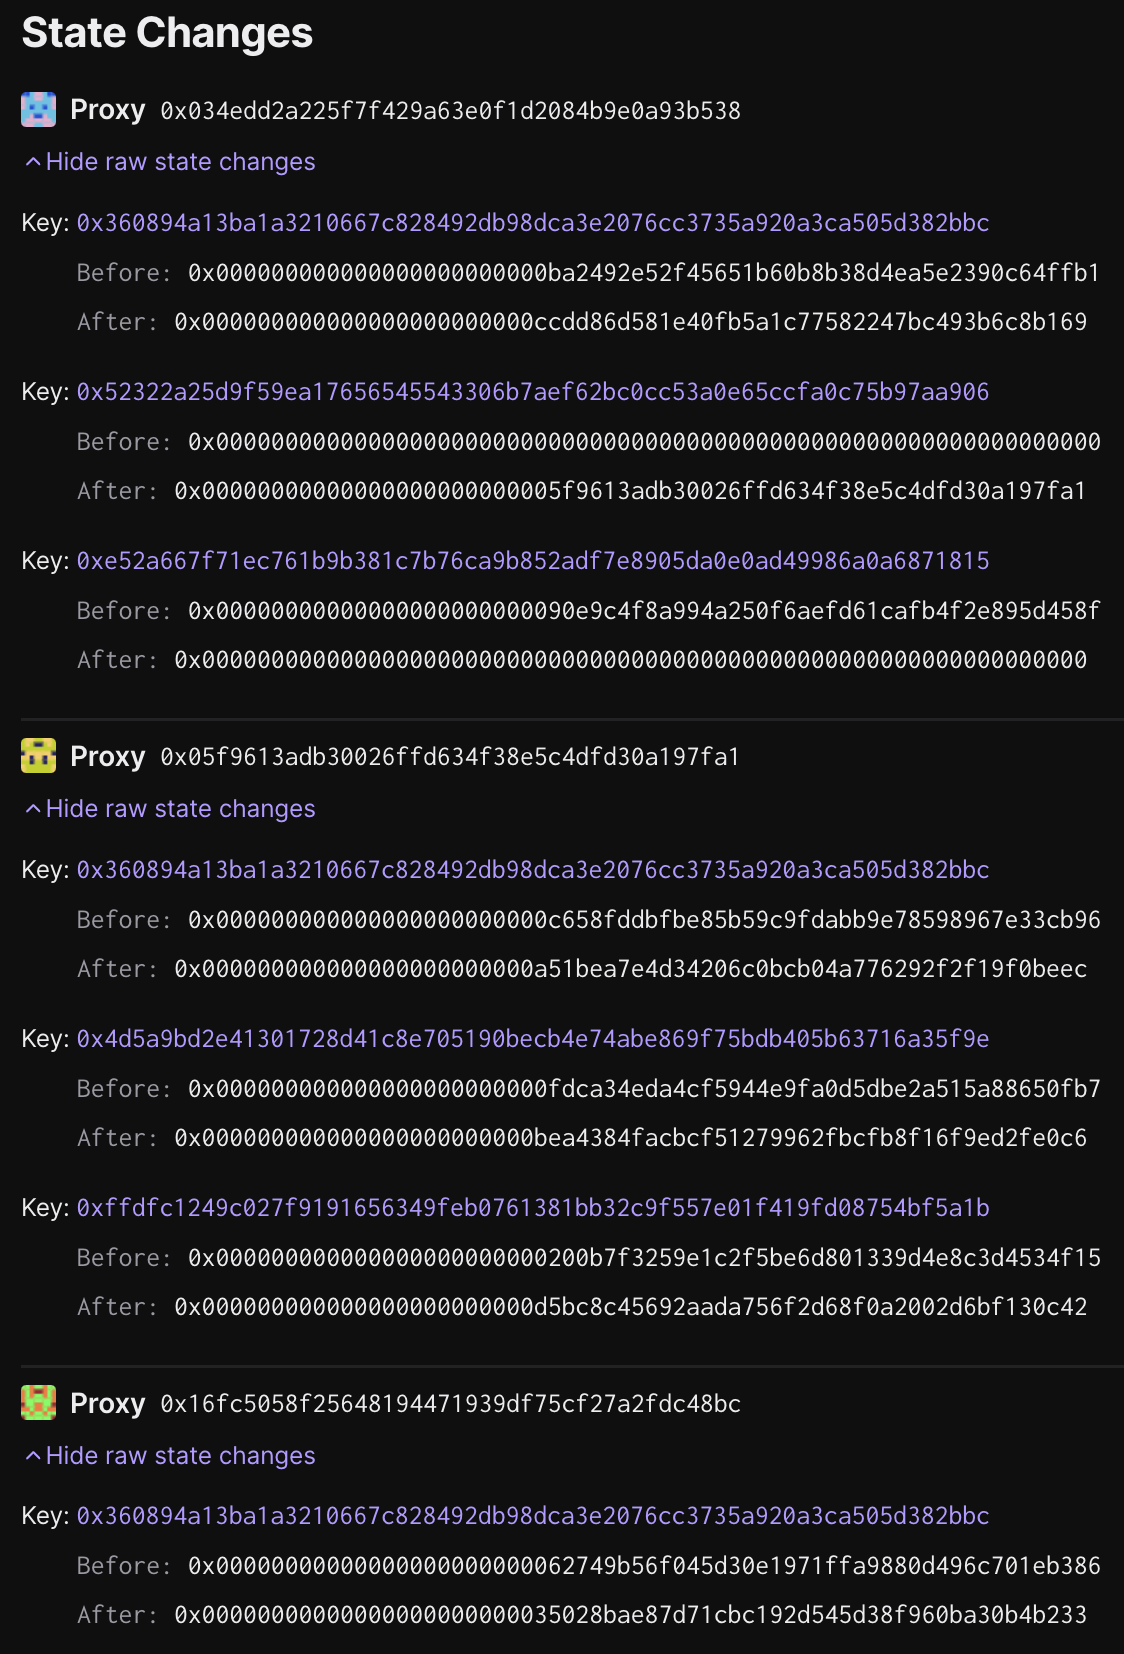 State Changes
Proxy 0x034edd2a225f7f429a63e0f1d2084b9e0a93b538
Hide raw state changes
Key: 0x360894a13ba1a3210667c828492db98dca3e2076cc3735a920a3ca505d382bbc
Before: 0x000000000000000000000000ba2492e52f45651b60b8b38d4ea5e2390c64ffb1
After: 0x000000000000000000000000ccdd86d581e40fb5a1c77582247bc493b6c8b169
Key: 0x52322a25d9f59ea17656545543306b7aef62bc0cc53a0e65ccfa0c75b97aa906
Before: 0x0000000000000000000000000000000000000000000000000000000000000000
After: 0x00000000000000000000000005f9613adb30026ffd634f38e5c4dfd30a197fa1
Key: 0xe52a667f71ec761b9b381c7b76ca9b852adf7e8905da0e0ad49986a0a6871815
Before: 0x00000000000000000000000090e9c4f8a994a250f6aefd61cafb4f2e895d458f
After: 0x0000000000000000000000000000000000000000000000000000000000000000
Proxy 0x05f9613adb30026ffd634f38e5c4dfd30a197fa1
Hide raw state changes
Key: 0x360894a13ba1a3210667c828492db98dca3e2076cc3735a920a3ca505d382bbc
Before: 0x000000000000000000000000c658fddbfbe85b59c9fdabb9e78598967e33cb96
After: 0x000000000000000000000000a51bea7e4d34206c0bcb04a776292f2f19f0beec
Key: 0x4d5a9bd2e41301728d41c8e705190becb4e74abe869f75bdb405b63716a35f9e
Before: 0x000000000000000000000000fdca34eda4cf5944e9fa0d5dbe2a515a88650fb7
After: 0x000000000000000000000000bea4384facbcf51279962fbcfb8f16f9ed2fe0c6
Key: 0xffdfc1249c027f9191656349feb0761381bb32c9f557e01f419fd08754bf5a1b
Before: 0x000000000000000000000000200b7f3259e1c2f5be6d801339d4e8c3d4534f15
After: 0x000000000000000000000000d5bc8c45692aada756f2d68f0a2002d6bf130c42
Proxy 0x16fc5058f25648194471939df75cf27a2fdc48bc
Hide raw state changes
Key: 0x360894a13ba1a3210667c828492db98dca3e2076cc3735a920a3ca505d382bbc
Before: 0x00000000000000000000000062749b56f045d30e1971ffa9880d496c701eb386
After: 0x00000000000000000000000035028bae87d71cbc192d545d38f960ba30b4b233